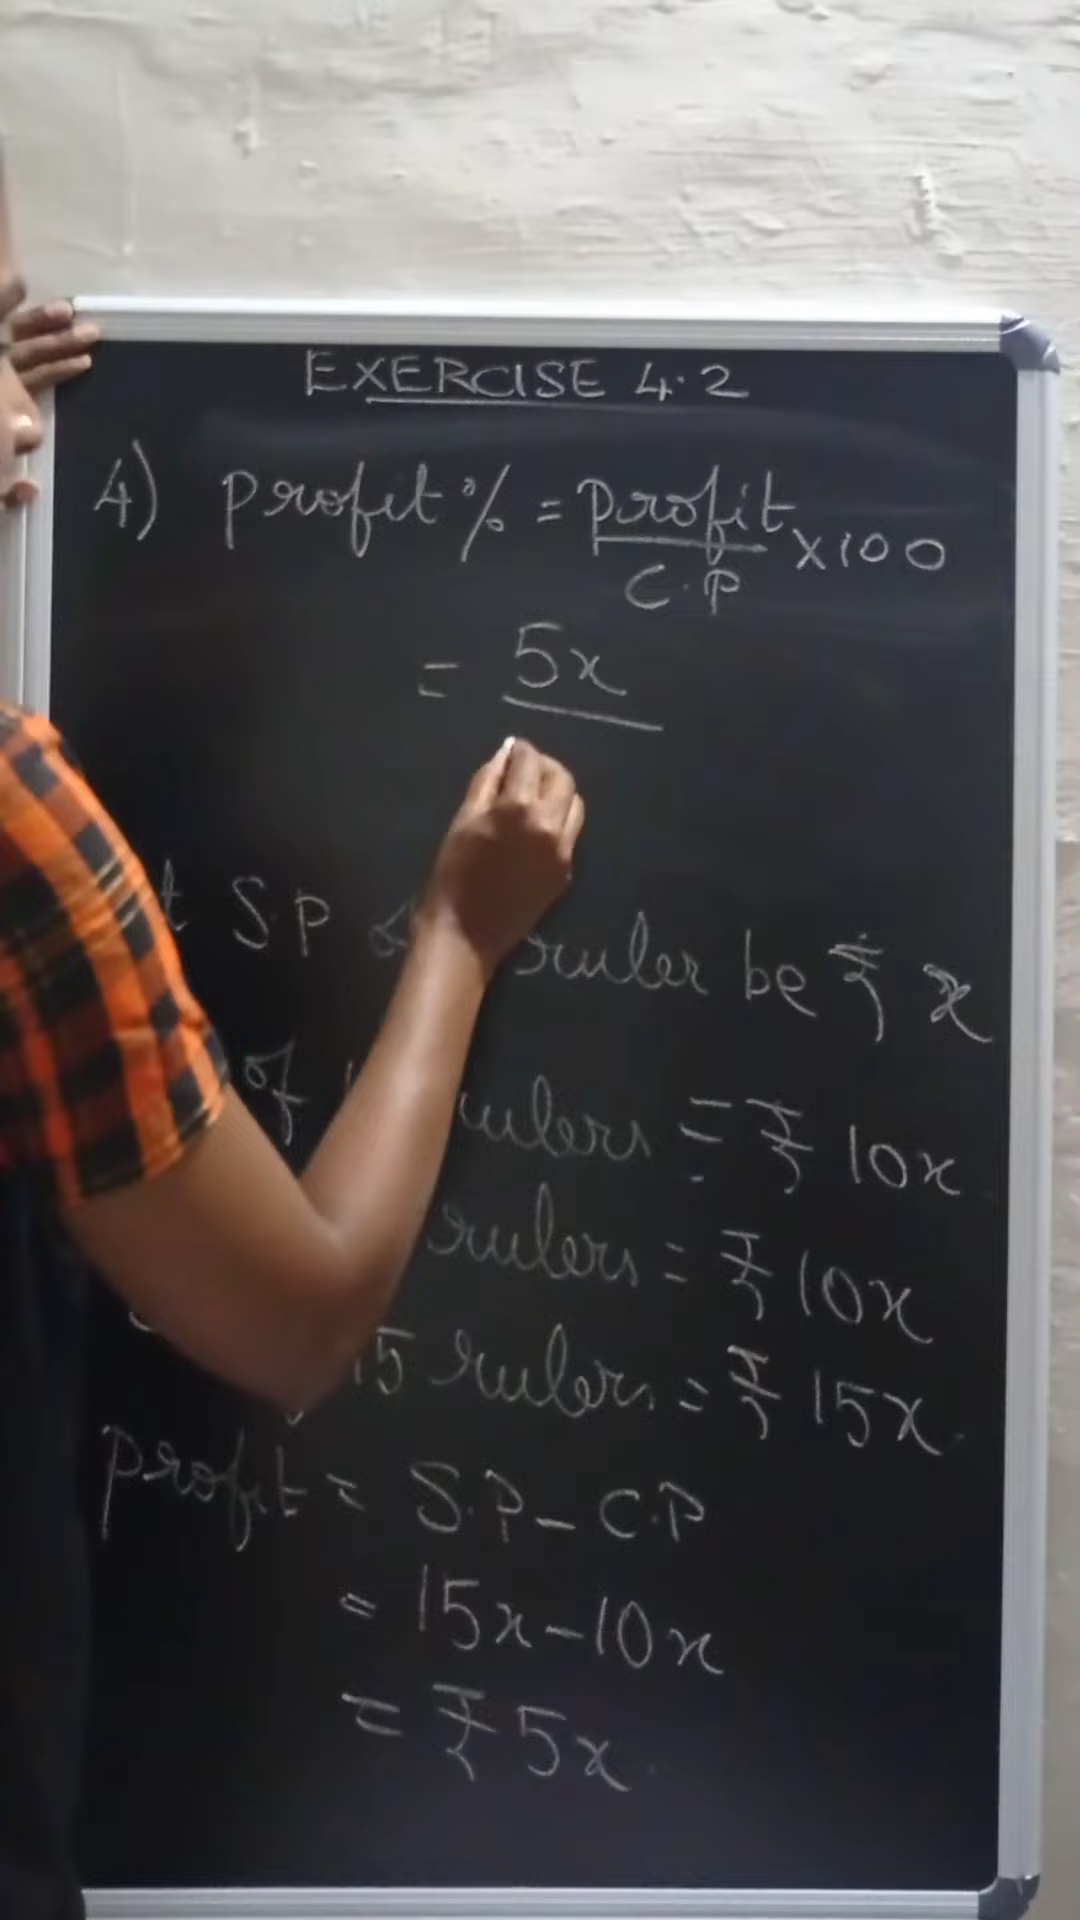 EXERCISE 4.2
4) profit % = profit / C.P x 100
= 5x
S.P ruler be ₹ x
of rulers = ₹ 10x
rulers = ₹ 10x
15 rulers = ₹ 15x
profit = S.P - C.P
= 15x - 10x
= ₹ 5x